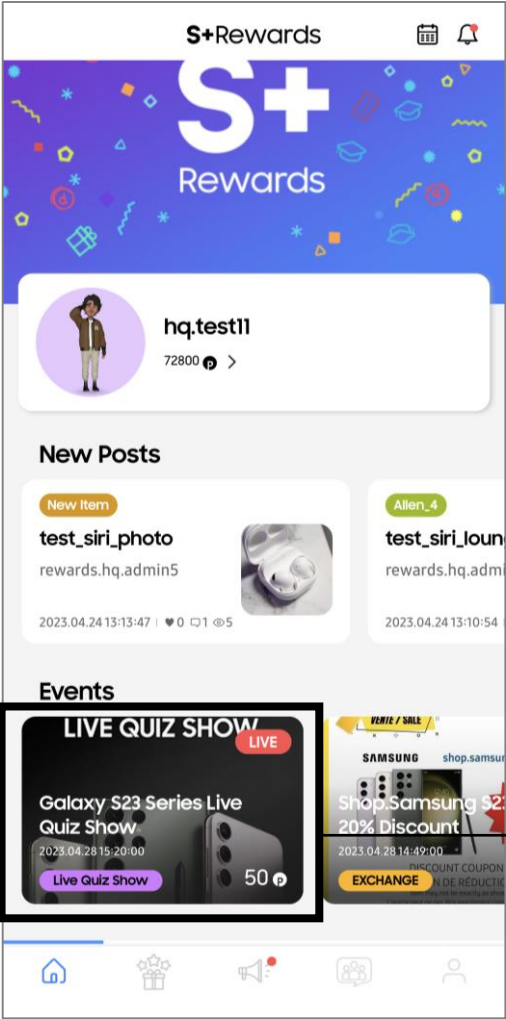 S+Rewards
S+
Rewards
hq.test11
72800 p >
New Posts
New Item
test_siri_photo
rewards.hq.admin5
2023.04.24 13:13:47 | ♥0 1 5
Allen_4
test_siri_loun
rewards.hq.admi
2023.04.24 13:10:54
Events
LIVE QUIZ SHOW
LIVE
Galaxy S23 Series Live
Quiz Show
2023.04.28 15:20:00
Live Quiz Show
50 p
VENTE / SALE
SAMSUNG
shop.samsun
Shop.Samsung S2
20% Discount
2023.04.28 14:49:00
DISCOUNT COUPON
N DE RÉDUCTIO
EXCHANGE